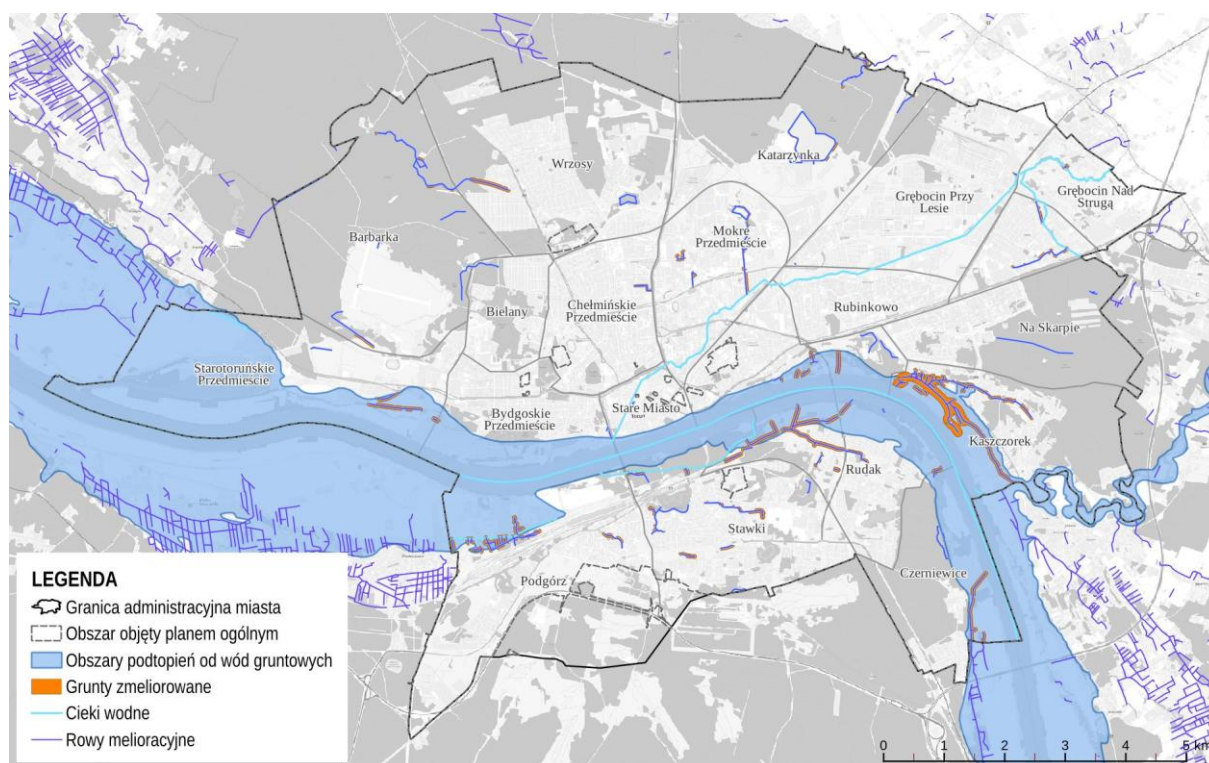 Wrzosy
Katarzynka
Grębocin Przy
Lesie
Grębocin Nad
Strugą
Barbarka
Mokre
Przedmieście
Bielany
Chełmińskie
Przedmieście
Rubinkowo
Na Skarpie
Starotoruńskie
Przedmieście
Bydgoskie
Przedmieście
Stare Miasto
Toruń
Kaszczorek
Rudak
Stawki
Podgórz
Czerniewice
LEGENDA
Granica administracyjna miasta
Obszar objęty planem ogólnym
Obszary podtopień od wód gruntowych
Grunty zmeliorowane
Cieki wodne
Rowy melioracyjne
0 1 2 3 4 5 km